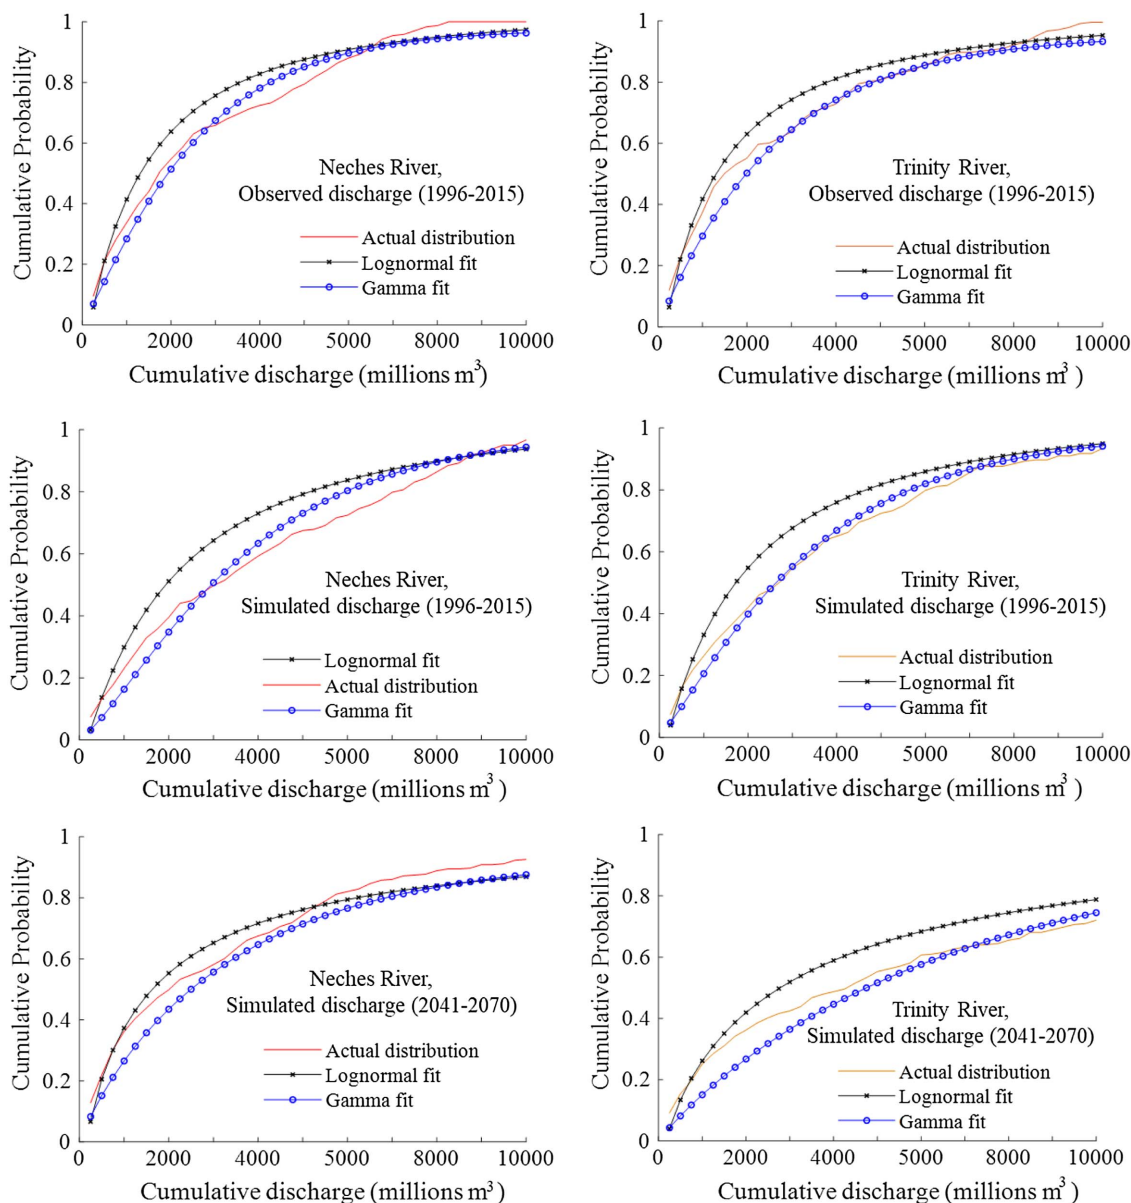 1
0.8
0.6
0.4
0.2
0
Cumulative Probability
Neches River,
Observed discharge (1996-2015)
Actual distribution
Lognormal fit
Gamma fit
0 2000 4000 5000 8000 10000
Cumulative discharge (millions m³)
1
0.8
0.6
0.4
0.2
0
Cumulative Probability
Trinity River,
Observed discharge (1996-2015)
Actual distribution
Lognormal fit
Gamma fit
0 2000 4000 6000 8000 10000
Cumulative discharge (millions m³ )
1
0.8
0.6
0.4
0.2
0
Cumulative Probability
Neches River,
Simulated discharge (1996-2015)
Lognormal fit
Actual distribution
Gamma fit
0 2000 4000 6000 8000 10000
Cumulative discharge (millions m³ )
1
0.8
0.6
0.4
0.2
0
Cumulative Probability
Trinity River,
Simulated discharge (1996-2015)
Actual distribution
Lognormal fit
Gamma fit
0 2000 4000 6000 8000 10000
Cumulative discharge (millions m³ )
1
0.8
0.6
0.4
0.2
0
Cumulative Probability
Neches River,
Simulated discharge (2041-2070)
Actual distribution
Lognormal fit
Gamma fit
0 2000 4000 6000 8000 10000
Cumulative discharge (millions m³ )
1
0.8
0.6
0.4
0.2
0
Cumulative Probability
Trinity River,
Simulated discharge (2041-2070)
Actual distribution
Lognormal fit
Gamma fit
0 2000 4000 6000 8000 10000
Cumulative discharge (millions m³ )